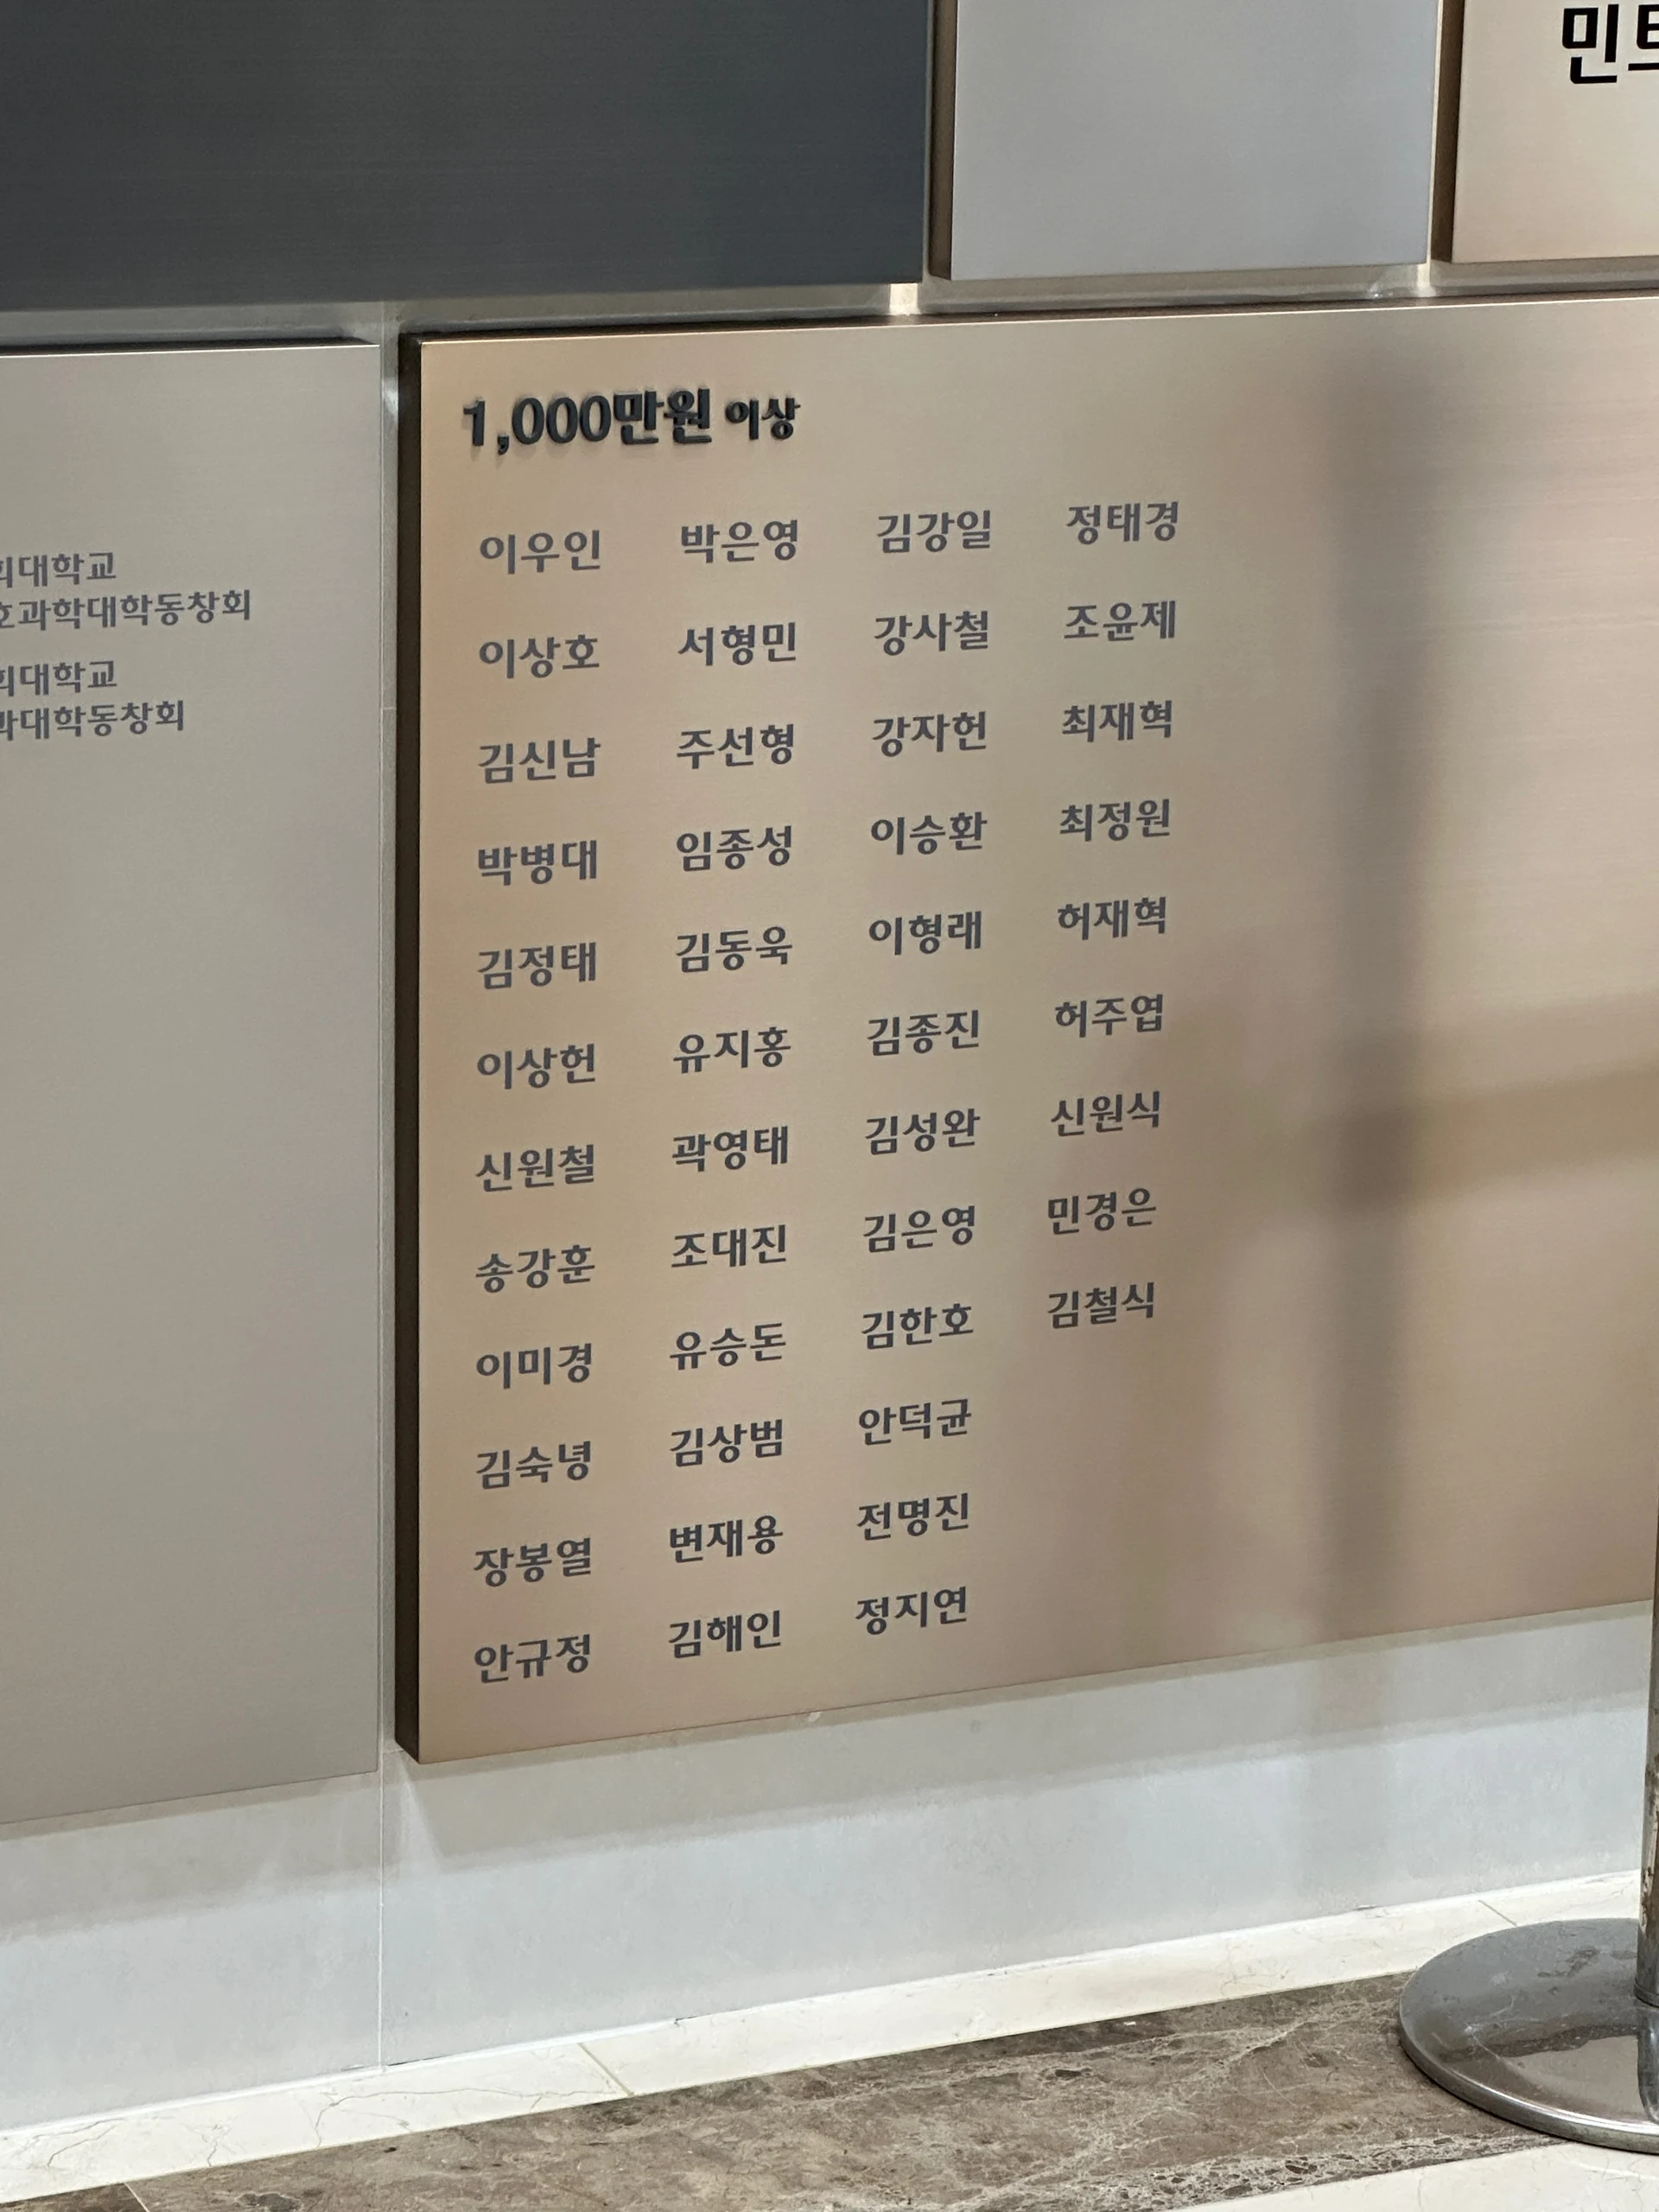 1,000만원 이상
이우인 박은영 김강일 정태경
이상호 서형민 강사철 조윤제
김신남 주선형 강자헌 최재혁
박병대 임종성 이승환 최정원
김정태 김동욱 이형래 허재혁
이상헌 유지홍 김종진 허주엽
신원철 곽영태 김성완 신원식
송강훈 조대진 김은영 민경은
이미경 유승돈 김한호 김철식
김숙녕 김상범 안덕균
장봉열 변재용 전명진
안규정 김해인 정지연